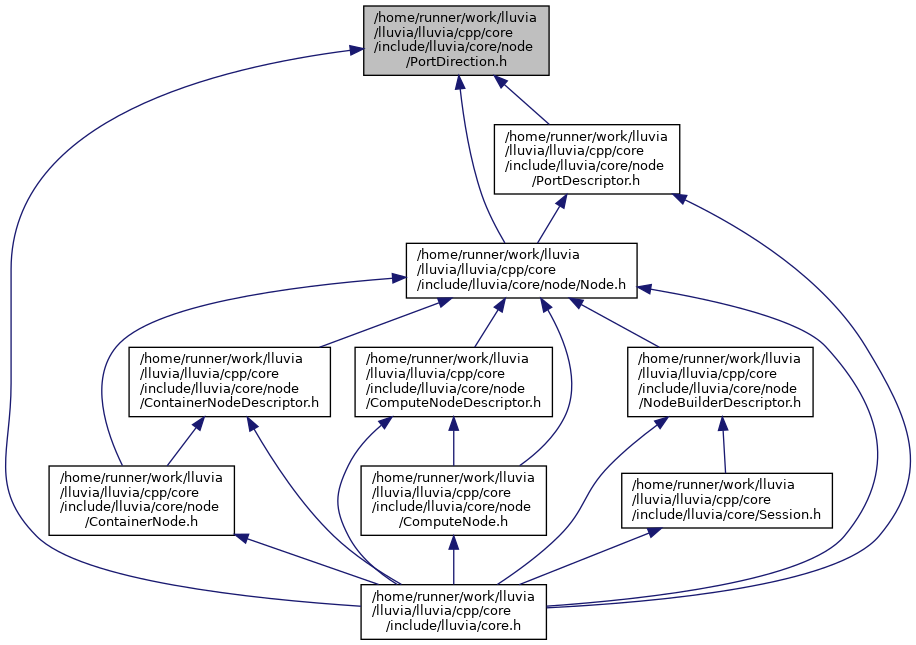 /home/runner/work/lluvia
/lluvia/lluvia/cpp/core
/include/lluvia/core/node
/PortDirection.h
/home/runner/work/lluvia
/lluvia/lluvia/cpp/core
/include/lluvia/core/node
/PortDescriptor.h
/home/runner/work/lluvia
/lluvia/lluvia/cpp/core
/include/lluvia/core/node/Node.h
/home/runner/work/lluvia
/lluvia/lluvia/cpp/core
/include/lluvia/core/node
/ContainerNodeDescriptor.h
/home/runner/work/lluvia
/lluvia/lluvia/cpp/core
/include/lluvia/core/node
/ComputeNodeDescriptor.h
/home/runner/work/lluvia
/lluvia/lluvia/cpp/core
/include/lluvia/core/node
/NodeBuilderDescriptor.h
/home/runner/work/lluvia
/lluvia/lluvia/cpp/core
/include/lluvia/core/node
/ContainerNode.h
/home/runner/work/lluvia
/lluvia/lluvia/cpp/core
/include/lluvia/core/node
/ComputeNode.h
/home/runner/work/lluvia
/lluvia/lluvia/cpp/core
/include/lluvia/core/Session.h
/home/runner/work/lluvia
/lluvia/lluvia/cpp/core
/include/lluvia/core.h